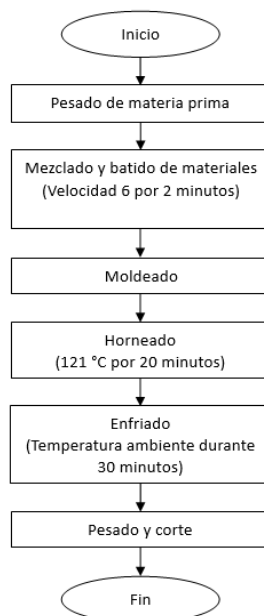 Inicio
Pesado de materia prima
Mezclado y batido de materiales
(Velocidad 6 por 2 minutos)
Moldeado
Horneado
(121 °C por 20 minutos)
Enfriado
(Temperatura ambiente durante
30 minutos)
Pesado y corte
Fin